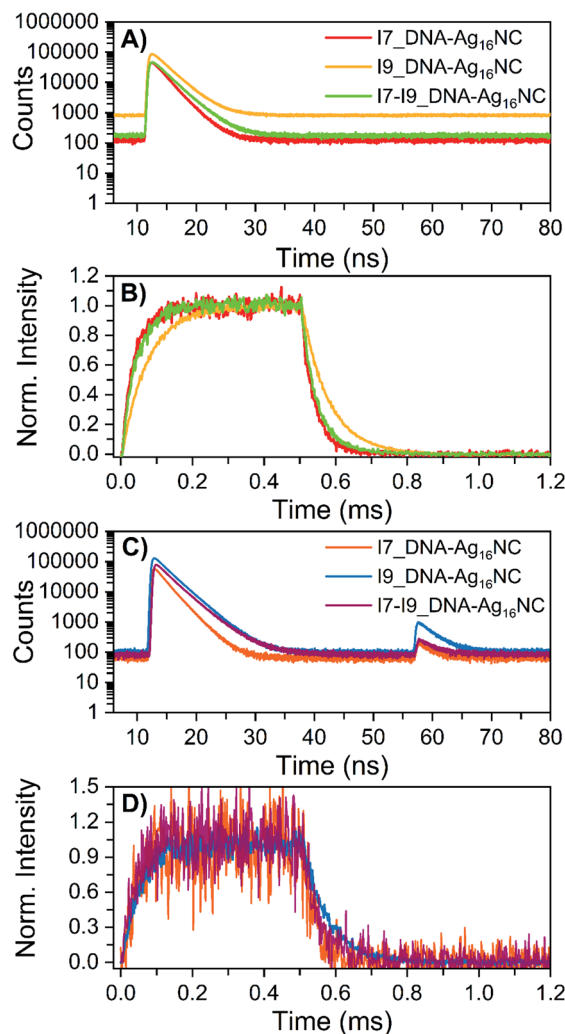 A)
I7_DNA-Ag₁₆NC
I9_DNA-Ag₁₆NC
I7-I9_DNA-Ag₁₆NC
Counts
1000000
100000
10000
1000
100
10
1
10 20 30 40 50 60 70 80
Time (ns)
B)
Norm. Intensity
1.2
1.0
0.8
0.6
0.4
0.2
0.0
0.0 0.2 0.4 0.6 0.8 1.0 1.2
Time (ms)
C)
I7_DNA-Ag₁₆NC
I9_DNA-Ag₁₆NC
I7-I9_DNA-Ag₁₆NC
Counts
1000000
100000
10000
1000
100
10
1
10 20 30 40 50 60 70 80
Time (ns)
D)
Norm. Intensity
1.5
1.2
0.9
0.6
0.3
0.0
0.0 0.2 0.4 0.6 0.8 1.0 1.2
Time (ms)